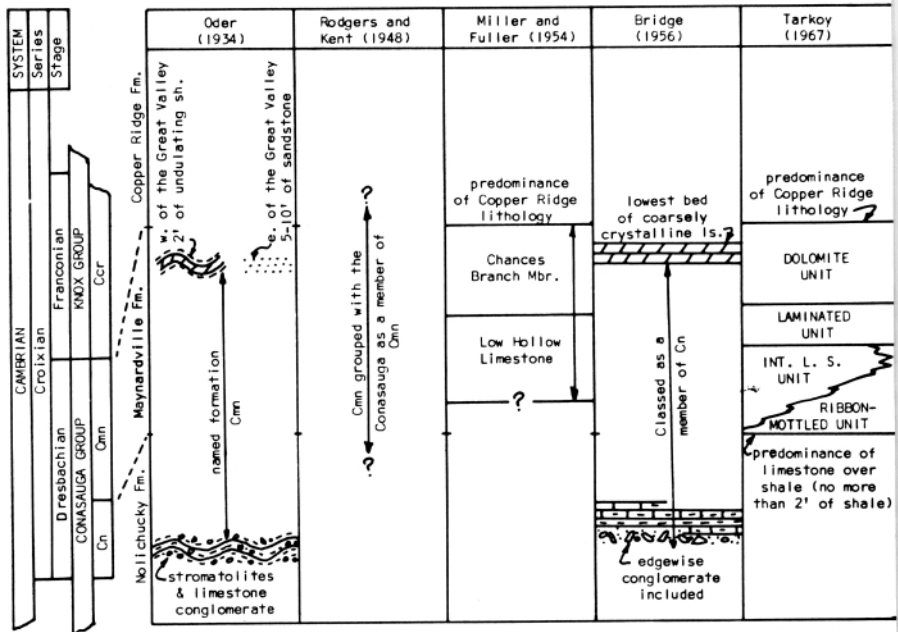 SYSTEM
Series
Stage
CAMBRIAN
Croixian
Franconian
Dresbachian
KNOX GROUP
CONASAUGA GROUP
Ccr
Cmn
Cn
Copper Ridge Fm.
Maynardville Fm.
Nolichucky Fm.
Oder
(1934)
w. of the Great Valley
2' of undulating sh.
e. of the Great Valley
5-10' of sandstone
named formation
Cmn
stromatolites
& limestone
conglomerate
Rodgers and
Kent (1948)
?
Cmn grouped with the
Conasauga as a member of
Cmn
?
Miller and
Fuller (1954)
predominance
of Copper Ridge
lithology
Chances
Branch Mbr.
Low Hollow
Limestone
?
Bridge
(1956)
lowest bed
of coarsely
crystalline ls.
Classed as a
member of Cn
edgewise
conglomerate
included
Tarkoy
(1967)
predominance
of Copper Ridge
lithology
DOLOMITE
UNIT
LAMINATED
UNIT
INT. L. S.
UNIT
RIBBON-
MOTTLED UNIT
predominance of
limestone over
shale (no more
than 2' of shale)